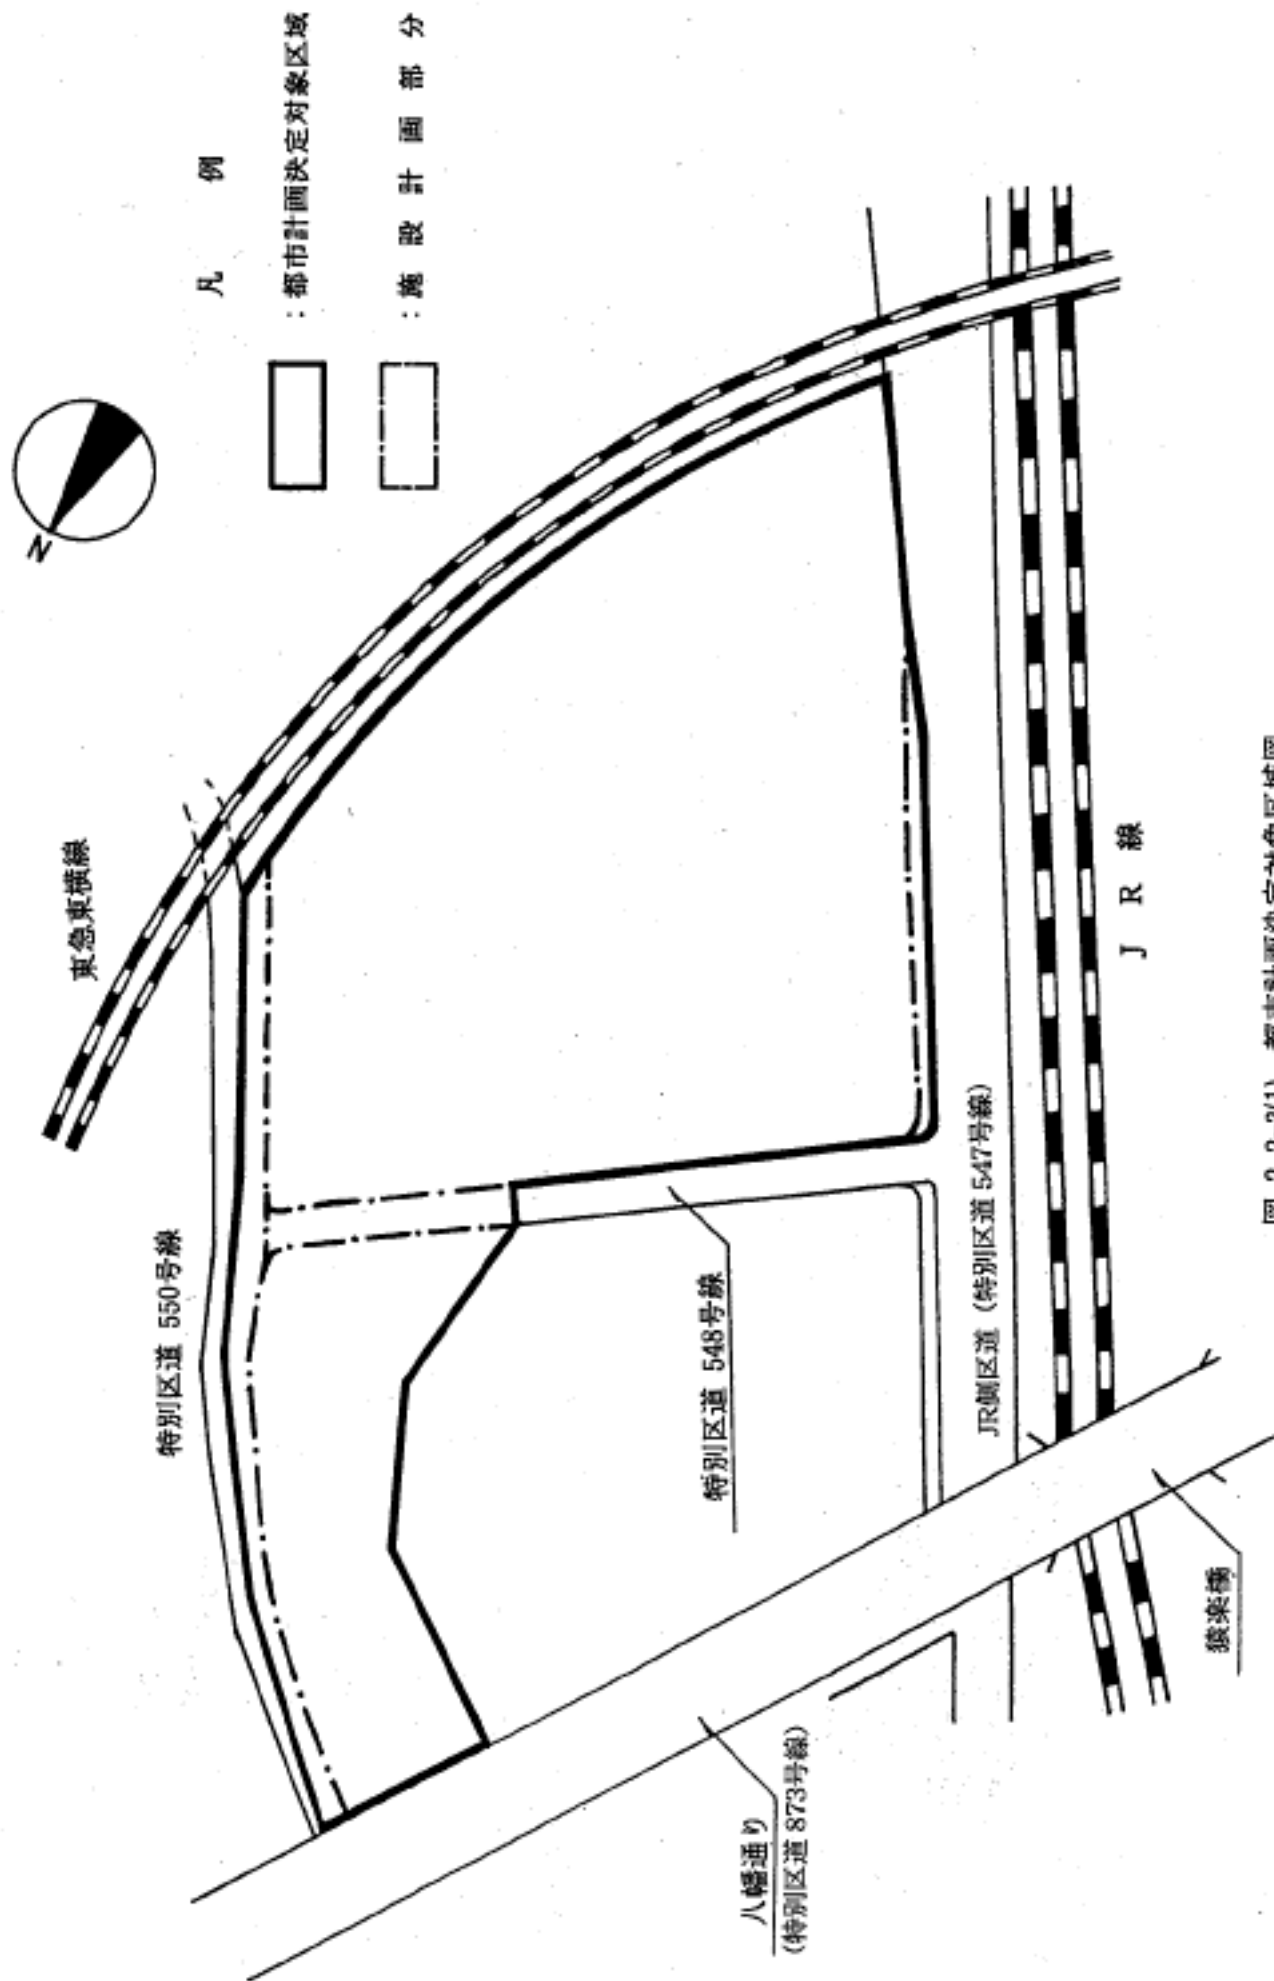 凡例
：都市計画決定対象区域
：施設計画部分
N
東急東横線
特別区道 550号線
特別区道 548号線
JR側区道（特別区道 547号線）
ＪＲ線
八幡通り
(特別区道 873号線)
猿楽橋